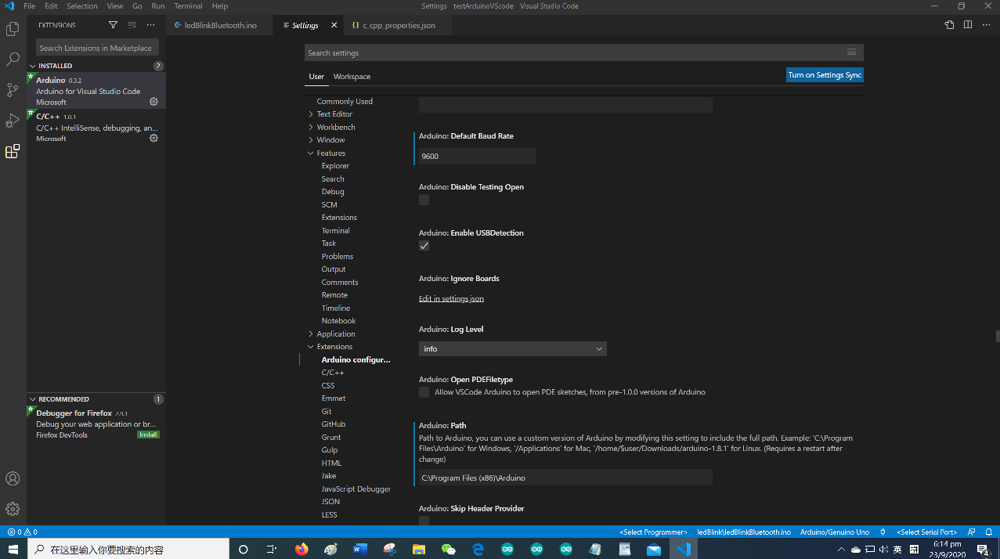 File Edit Selection View Go Run Terminal Help
Settings testArduinoVScode Visual Studio Code
EXTENSIONS
ledBlinkBluetooth.ino
Settings
c_cpp_properties.json
Search Extensions in Marketplace
INSTALLED 2
Arduino 0.3.2
Arduino for Visual Studio Code
Microsoft
C/C++ 1.0.1
C/C++ IntelliSense, debugging, an...
Microsoft
RECOMMENDED 1
Debugger for Firefox 2.9.1
Debug your web application or br...
Firefox DevTools Install
Search settings
User Workspace
Turn on Settings Sync
Commonly Used
Text Editor
Workbench
Window
Features
Explorer
Search
Debug
SCM
Extensions
Terminal
Task
Problems
Output
Comments
Remote
Timeline
Notebook
Application
Extensions
Arduino configur...
C/C++
CSS
Emmet
Git
GitHub
Grunt
Gulp
HTML
Jake
JavaScript Debugger
JSON
LESS
Arduino: Default Baud Rate
9600
Arduino: Disable Testing Open
Arduino: Enable USBDetection
Arduino: Ignore Boards
Edit in settings.json
Arduino: Log Level
info
Arduino: Open PDEFiletype
Allow VSCode Arduino to open PDE sketches, from pre-1.0.0 versions of Arduino
Arduino: Path
Path to Arduino, you can use a custom version of Arduino by modifying this setting to include the full path. Example: 'C:\Program
Files\Arduino' for Windows, '/Applications' for Mac, '/home/$user/Downloads/arduino-1.8.1' for Linux. (Requires a restart after
change)
C:\Program Files (x86)\Arduino
Arduino: Skip Header Provider
0 0
<Select Programmer> ledBlink\ledBlinkBluetooth.ino Arduino/Genuino Uno <Select Serial Port>
在这里输入你要搜索的内容
英
6:14 pm
23/9/2020
4